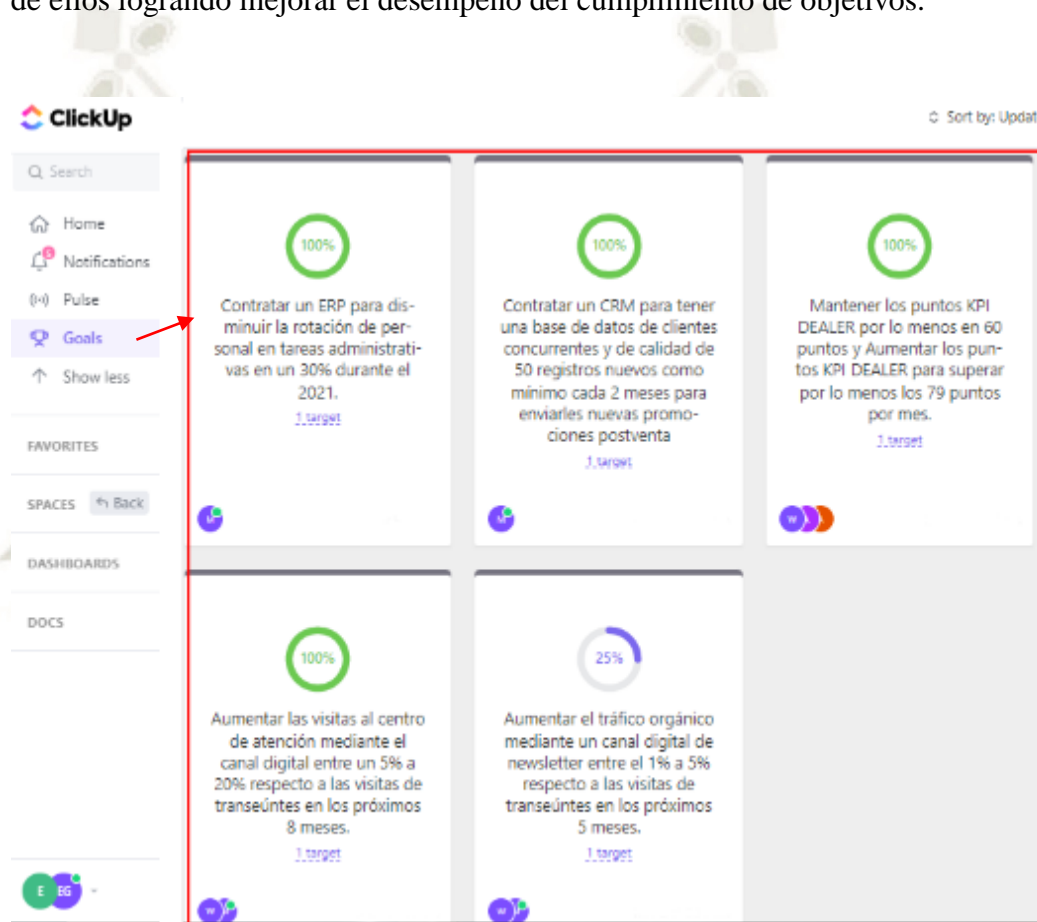 de ellos logrando mejorar el desempeño del cumplimiento de objetivos.
ClickUp
Sort by: Updat
Search
Home
Notifications
Pulse
Goals
Show less
FAVORITES
SPACES
Back
DASHBOARDS
DOCS
E
EG
100%
Contratar un ERP para dis-
minuir la rotación de per-
sonal en tareas administrati-
vas en un 30% durante el
2021.
1 target
M
100%
Contratar un CRM para tener
una base de datos de clientes
concurrentes y de calidad de
50 registros nuevos como
mínimo cada 2 meses para
enviarles nuevas promo-
ciones postventa
1 target
M
100%
Mantener los puntos KPI
DEALER por lo menos en 60
puntos y Aumentar los pun-
tos KPI DEALER para superar
por lo menos los 79 puntos
por mes.
1 target
W
100%
Aumentar las visitas al centro
de atención mediante el
canal digital entre un 5% a
20% respecto a las visitas de
transeúntes en los próximos
8 meses.
1 target
W
25%
Aumentar el tráfico orgánico
mediante un canal digital de
newsletter entre el 1% a 5%
respecto a las visitas de
transeúntes en los próximos
5 meses.
1 target
W